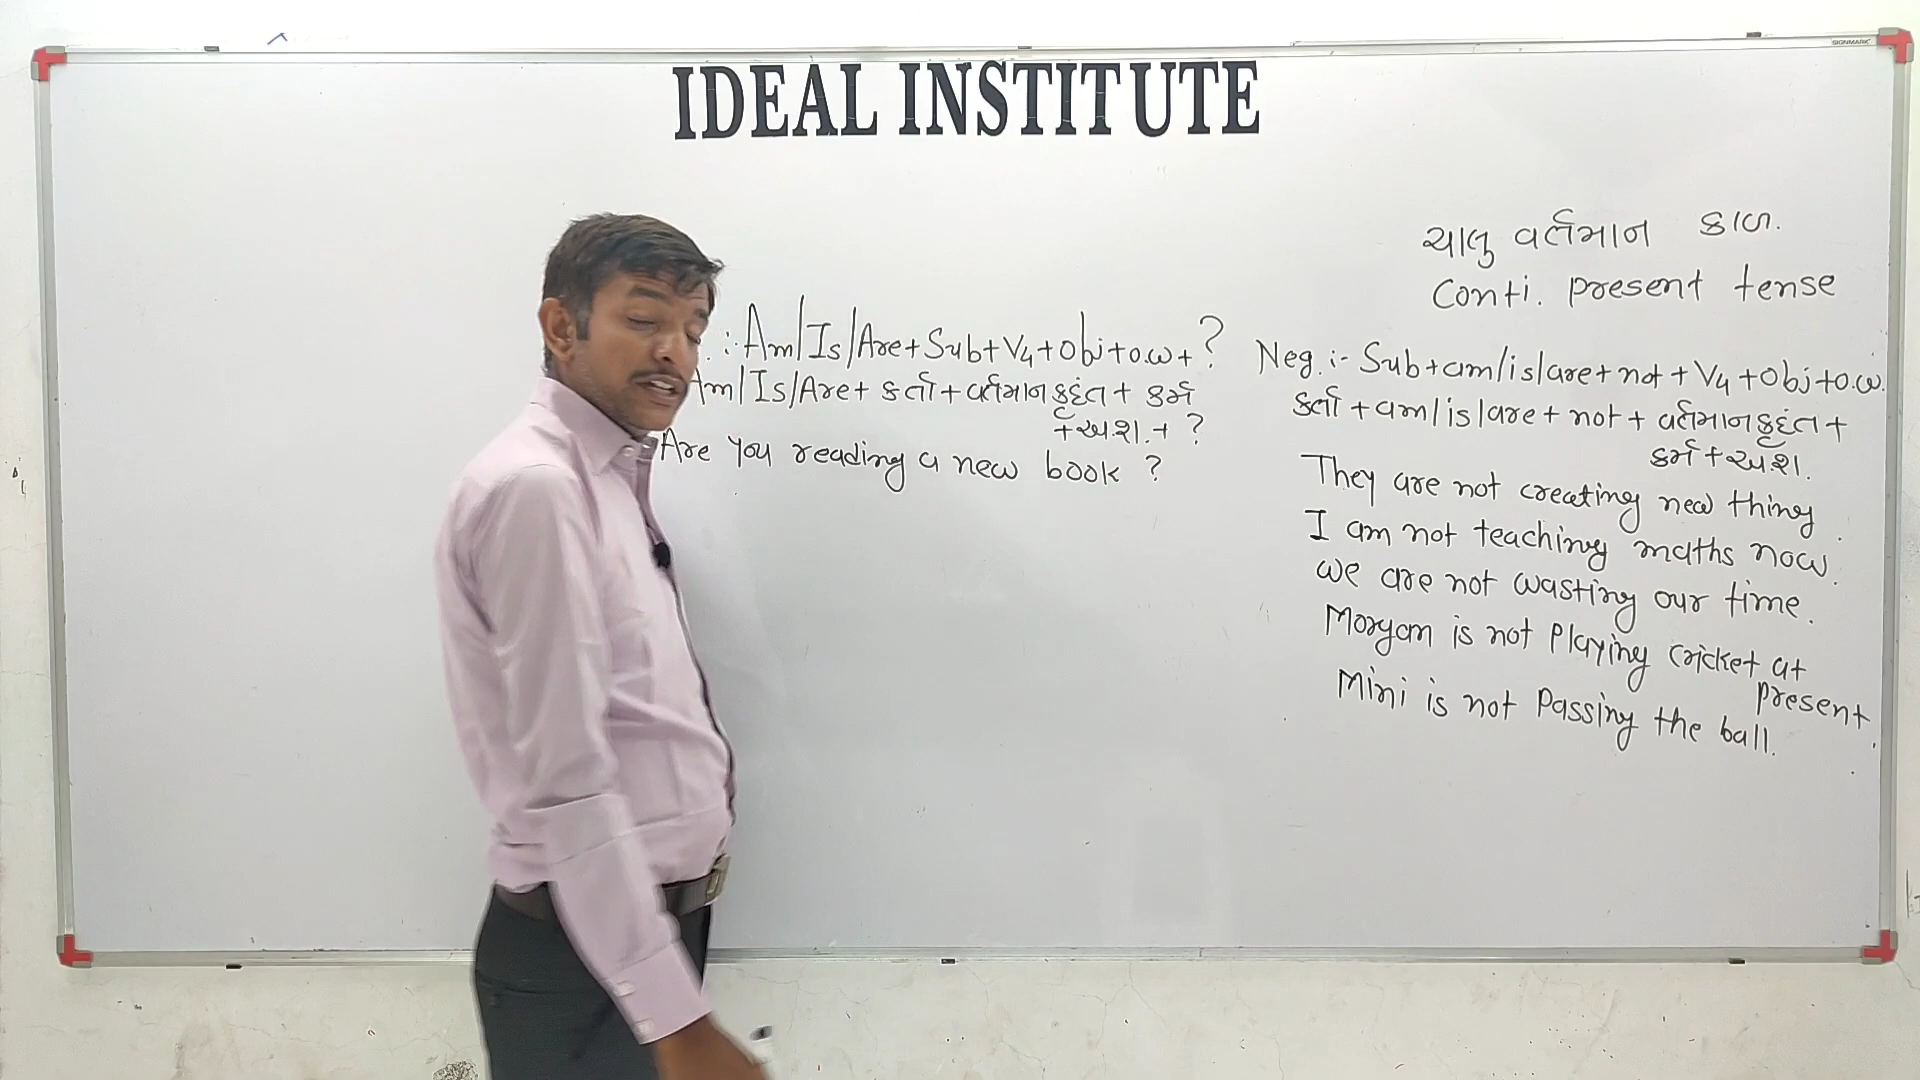 IDEAL INSTITUTE
SIGNMARK
ચાલુ વર્તમાન કાળ.
Conti. present tense
:- Am/Is/Are+Sub+V4+Obj+o.w+?
Am/Is/Are+ કર્તા+વર્તમાન કૃદંત+ કર્મ
+અ.શ.+ ?
Are you reading a new book ?
Neg. :- Sub+am/is/are+not+V4+Obj+o.w.
કર્તા+am/is/are+not+વર્તમાન કૃદંત+
કર્મ+અ.શ.
They are not creating new thing.
I am not teaching maths now.
we are not wasting our time.
Morgan is not Playing cricket at
present.
Mini is not Passing the ball.